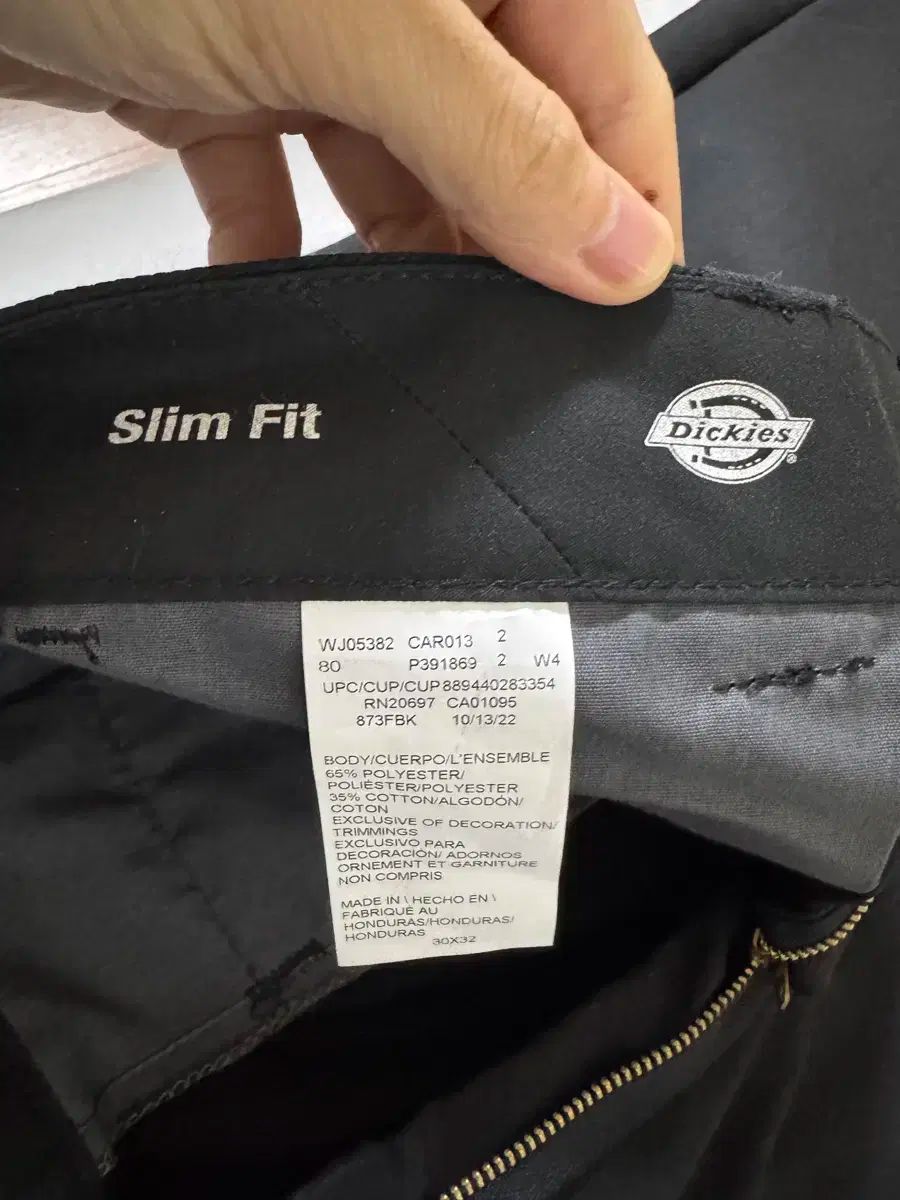 Slim Fit
Dickies®
WJ05382 CAR013 2
80 P391869 2 W4
UPC/CUP/CUP889440283354
RN20697 CA01095
873FBK 10/13/22
BODY/CUERPO/L'ENSEMBLE
65% POLYESTER/
POLIÉSTER/POLYESTER
35% COTTON/ALGODÓN/
COTON
EXCLUSIVE OF DECORATION/
TRIMMINGS
EXCLUSIVO PARA
DECORACIÓN/ ADORNOS
ORNEMENT ET GARNITURE
NON COMPRIS
MADE IN \ HECHO EN \
FABRIQUÉ AU
HONDURAS/HONDURAS/
HONDURAS
30X32